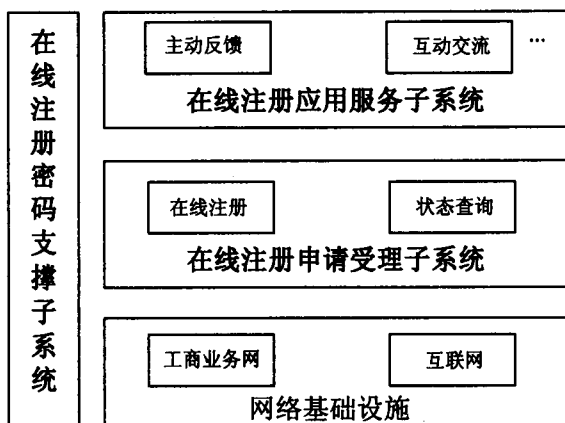 在线注册密码支撑子系统
主动反馈 互动交流 ...
在线注册应用服务子系统
在线注册 状态查询
在线注册申请受理子系统
工商业务网 互联网
网络基础设施